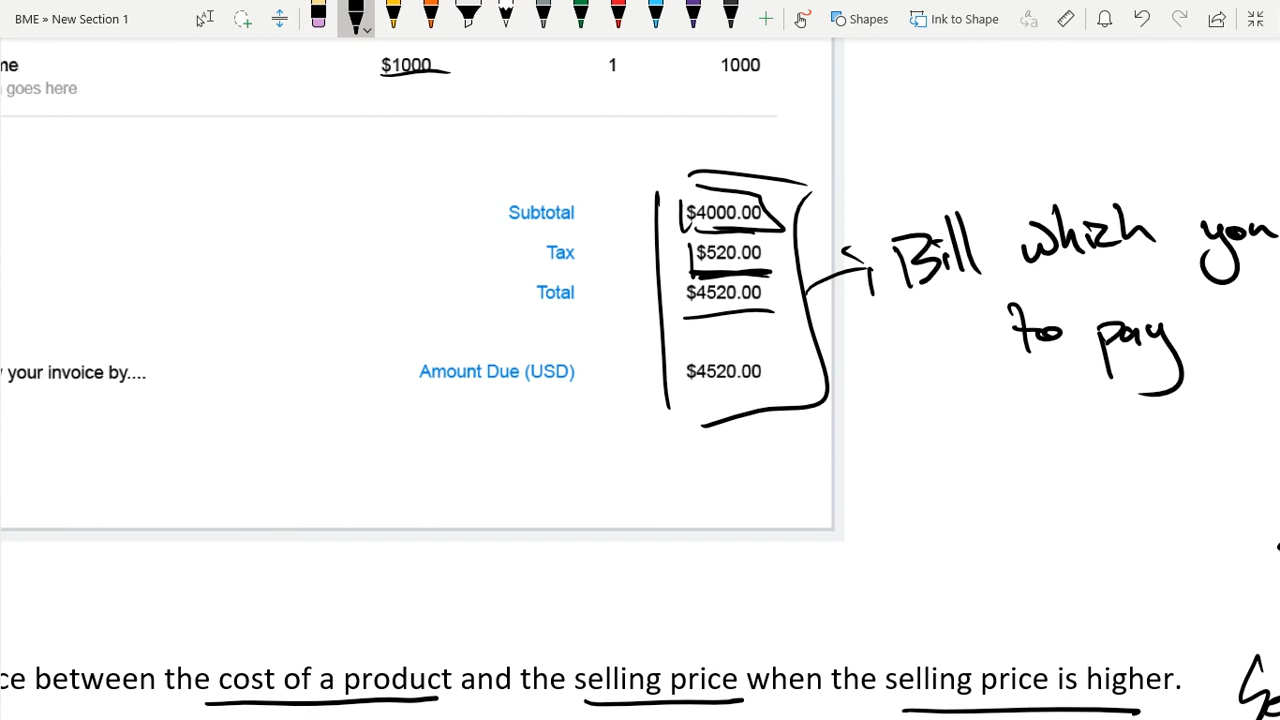 BME » New Section 1
Shapes
Ink to Shape
me $1000 1 1000
goes here
Subtotal $4000.00
Tax $520.00
Total $4520.00
your invoice by.... Amount Due (USD) $4520.00
Bill which you
to pay
ce between the cost of a product and the selling price when the selling price is higher.